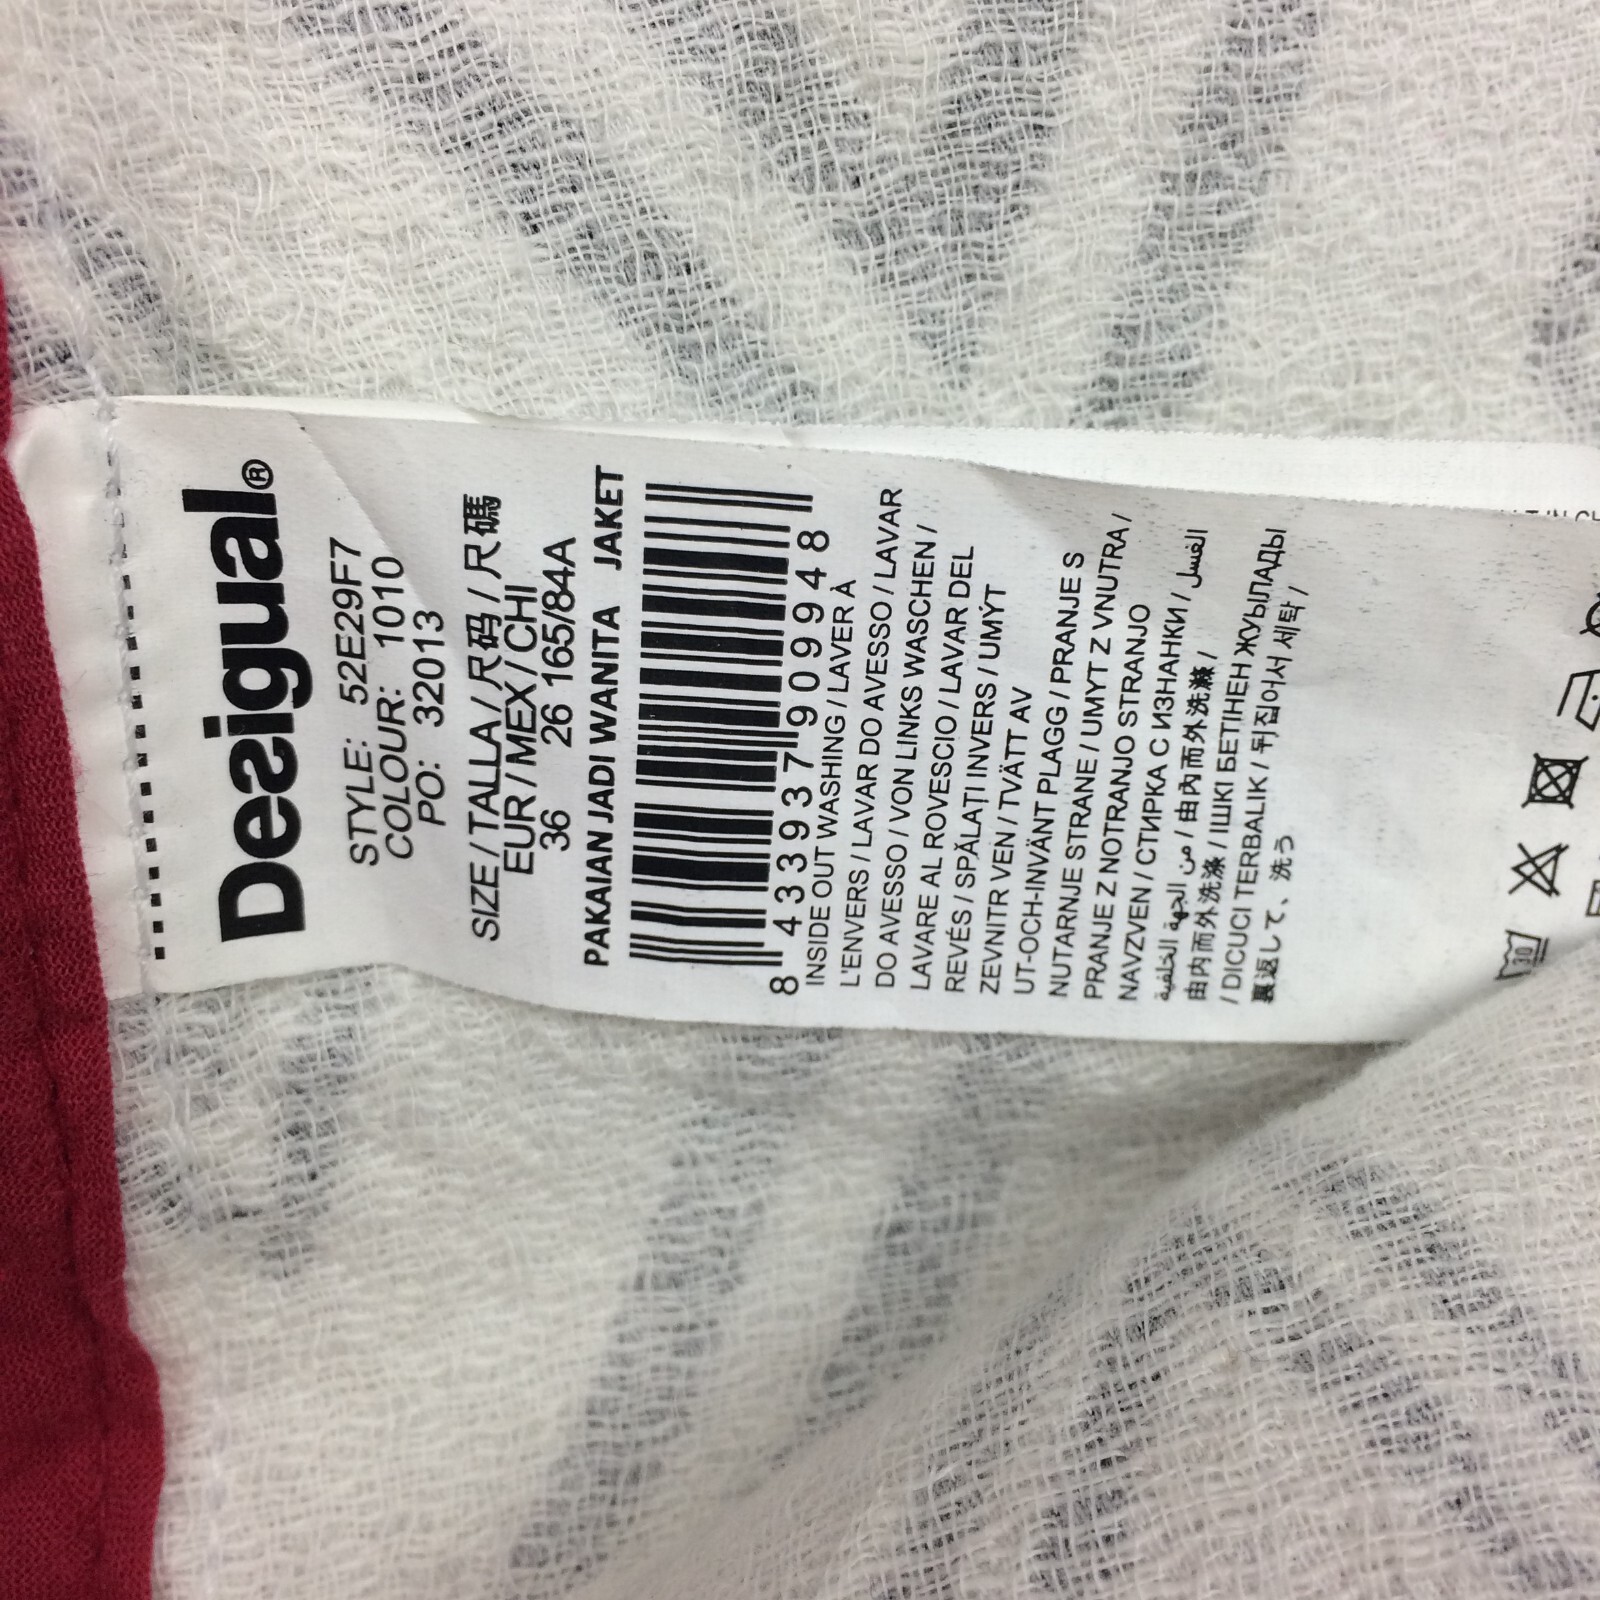 Desigual®
STYLE: 52E29F7
COLOUR: 1010
PO: 32013
SIZE / TALLA / 尺码 / 尺碼
EUR / MEX / CHI
36 26 165/84A
PAKAIAN JADI WANITA JAKET
8 433937 909948
INSIDE OUT WASHING / LAVER À
L'ENVERS / LAVAR DO AVESSO / LAVAR
DO AVESSO / VON LINKS WASCHEN /
LAVARE AL ROVESCIO / LAVAR DEL
REVÉS / SPĂLAȚI INVERS / UMÝT
ZEVNITR VEN / TVÄTT AV
UT-OCH-INVÄNT PLAGG / PRANJE S
NUTARNJE STRANE / UMYT Z VNUTRA /
PRANJE Z NOTRANJO STRANJO
NAVZVEN / СТИРКА С ИЗНАНКИ / الغسل
من الجهة الخلفية / 由內而外洗滌 /
由内而外洗涤 / ІШКІ БЕТІНЕН ЖУЫЛАДЫ
/ DICUCI TERBALIK / 뒤집어서 세탁 /
裏返して、洗う
30